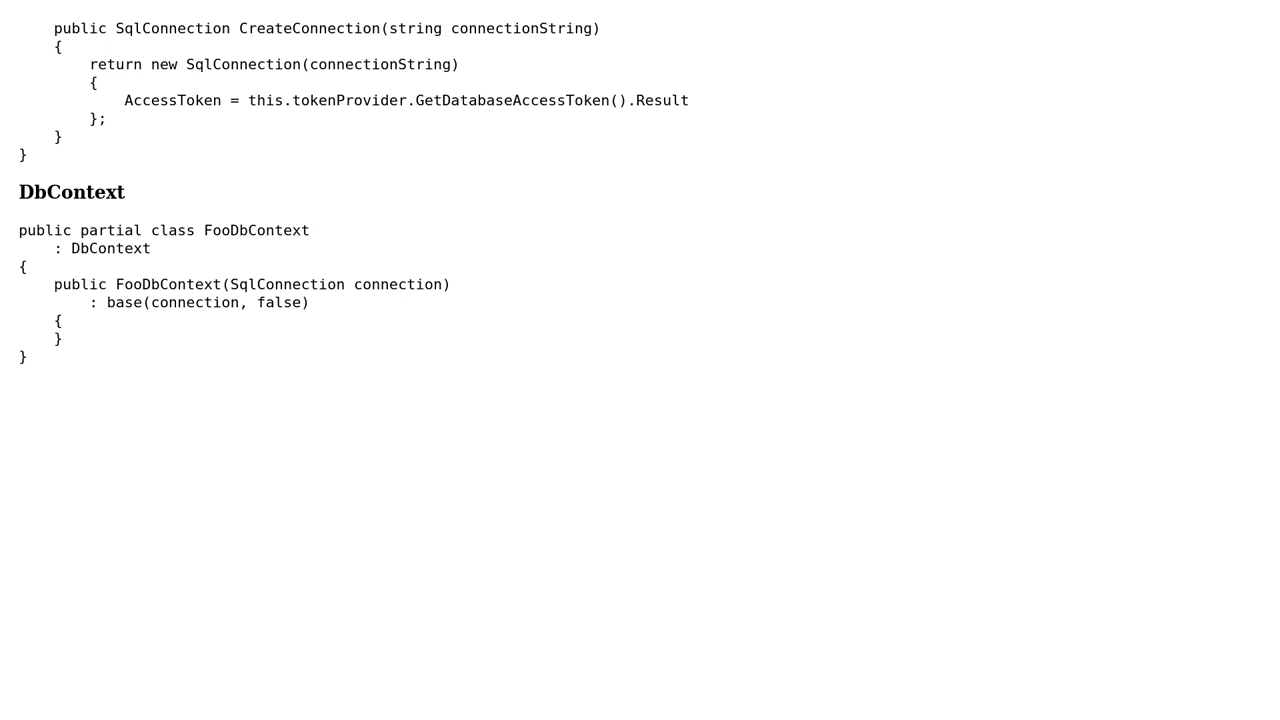 public SqlConnection CreateConnection(string connectionString)
    {
        return new SqlConnection(connectionString)
        {
            AccessToken = this.tokenProvider.GetDatabaseAccessToken().Result
        };
    }
}
DbContext
public partial class FooDbContext
    : DbContext
{
    public FooDbContext(SqlConnection connection)
        : base(connection, false)
    {
    }
}